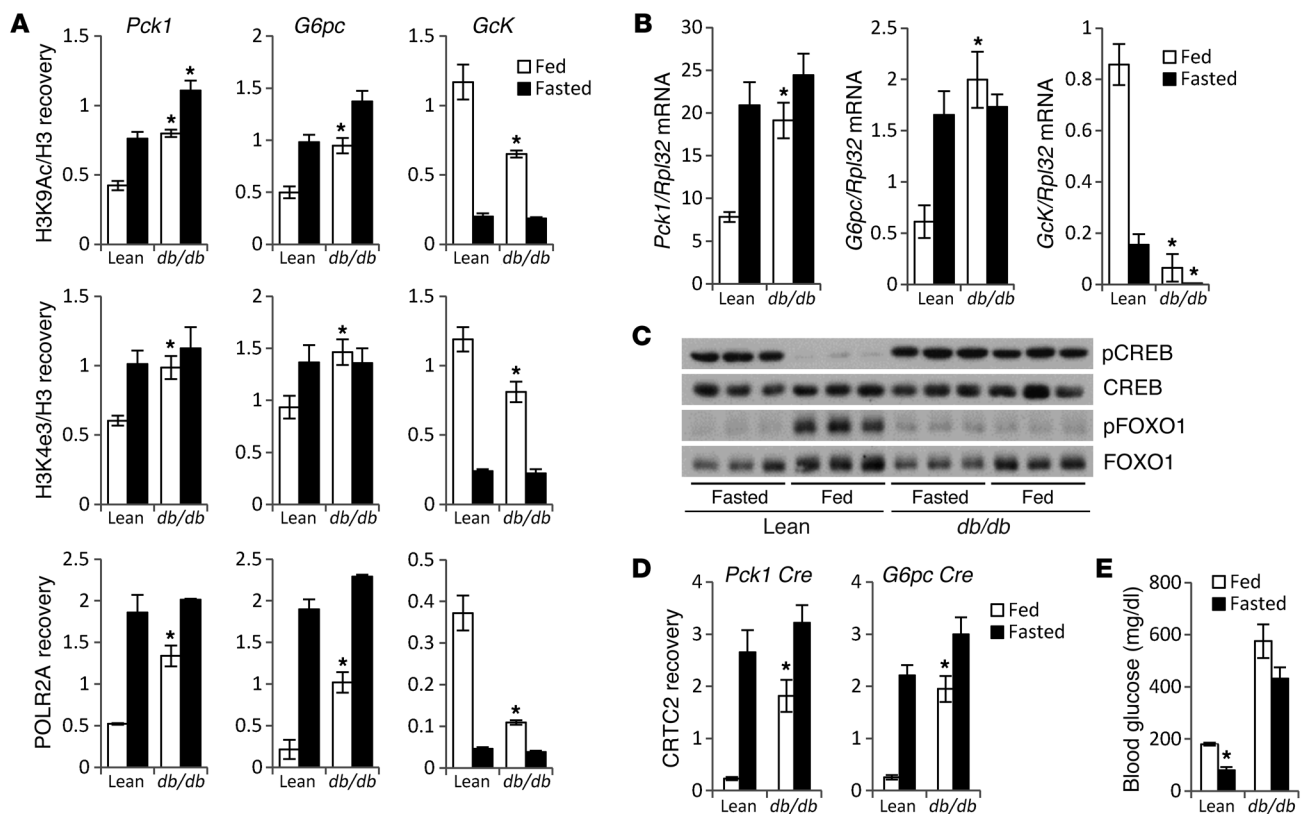 A
Pck1
G6pc
GcK
H3K9Ac/H3 recovery
1.5
1
0.5
0
Lean
db/db
2
1.5
1
0.5
0
Lean
db/db
1.5
1
0.5
0
Lean
db/db
Fed
Fasted
H3K4e3/H3 recovery
1.5
1
0.5
0
Lean
db/db
2
1.5
1
0.5
0
Lean
db/db
1.5
1
0.5
0
Lean
db/db
POLR2A recovery
2.5
2
1.5
1
0.5
0
Lean
db/db
2.5
2
1.5
1
0.5
0
Lean
db/db
0.5
0.4
0.3
0.2
0.1
0
Lean
db/db
B
Pck1/Rpl32 mRNA
30
25
20
15
10
5
0
Lean
db/db
G6pc/Rpl32 mRNA
2.5
2
1.5
1
0.5
0
Lean
db/db
GcK/Rpl32 mRNA
1
0.8
0.6
0.4
0.2
0
Lean
db/db
Fed
Fasted
C
pCREB
CREB
pFOXO1
FOXO1
Fasted
Fed
Fasted
Fed
Lean
db/db
D
Pck1 Cre
G6pc Cre
CRTC2 recovery
4
3
2
1
0
Lean
db/db
4
3
2
1
0
Lean
db/db
Fed
Fasted
E
Blood glucose (mg/dl)
800
600
400
200
0
Lean
db/db
Fed
Fasted